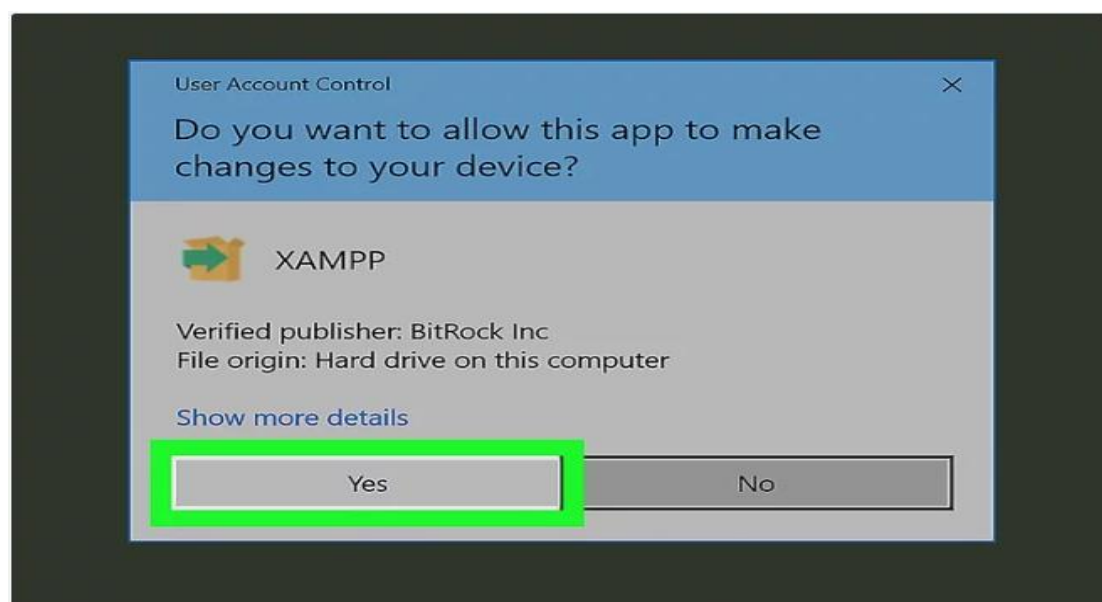 User Account Control
Do you want to allow this app to make
changes to your device?
XAMPP
Verified publisher: BitRock Inc
File origin: Hard drive on this computer
Show more details
Yes
No